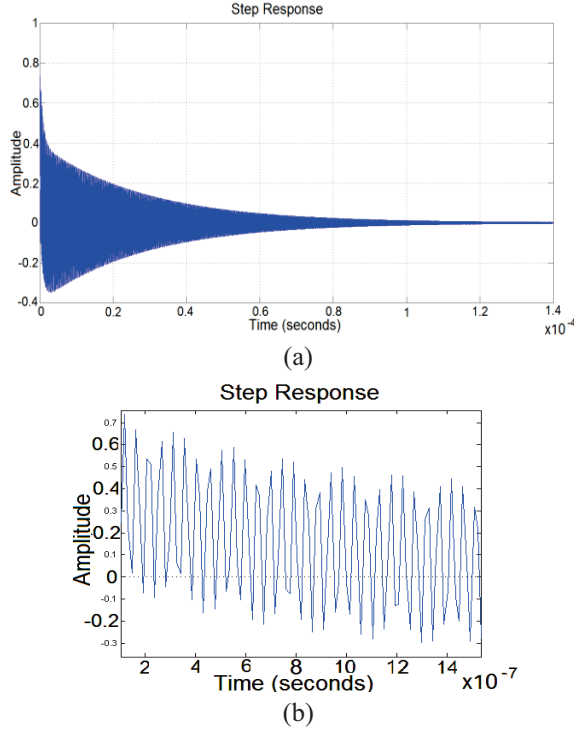 Step Response
1
0.8
0.6
0.4
0.2
0
-0.2
-0.4
Amplitude
0 0.2 0.4 0.6 0.8 1 1.2 1.4
Time (seconds)
x10⁻⁴
(a)
Step Response
0.7
0.6
0.5
0.4
0.3
0.2
0.1
0
-0.1
-0.2
-0.3
Amplitude
2 4 6 8 10 12 14
Time (seconds)
x10⁻⁷
(b)